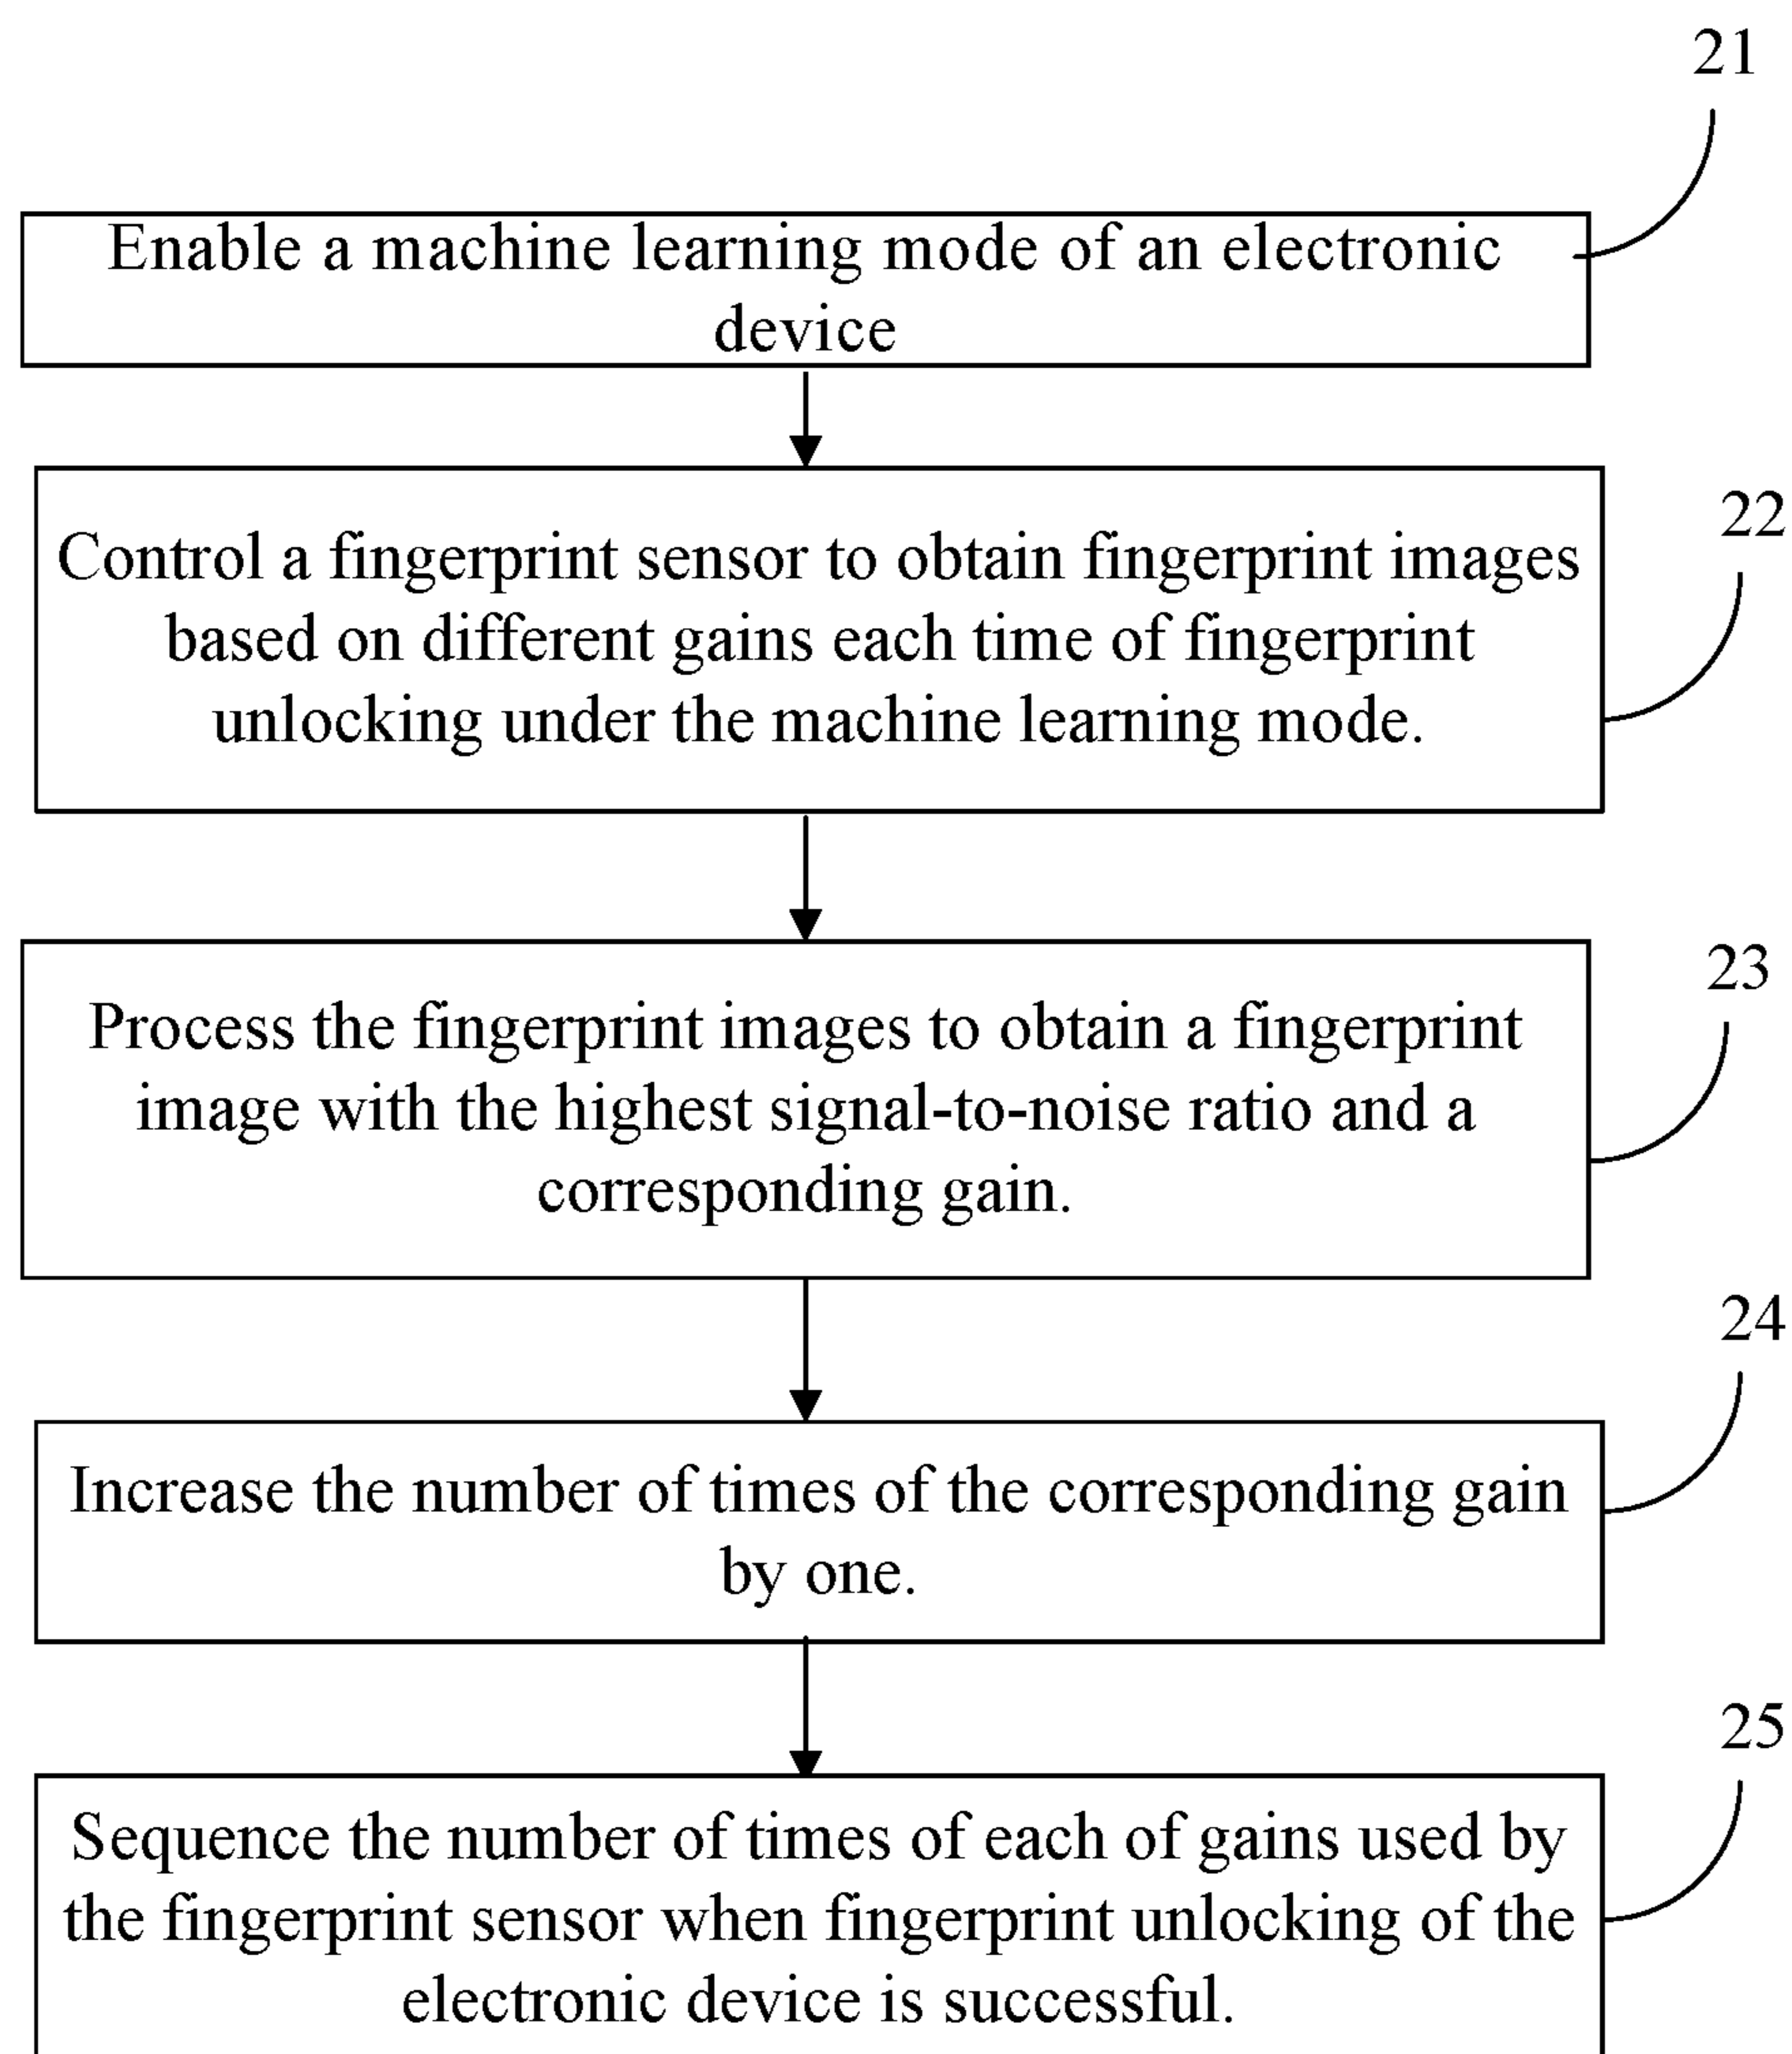 21
Enable a machine learning mode of an electronic
device
22
Control a fingerprint sensor to obtain fingerprint images
based on different gains each time of fingerprint
unlocking under the machine learning mode.
23
Process the fingerprint images to obtain a fingerprint
image with the highest signal-to-noise ratio and a
corresponding gain.
24
Increase the number of times of the corresponding gain
by one.
25
Sequence the number of times of each of gains used by
the fingerprint sensor when fingerprint unlocking of the
electronic device is successful.